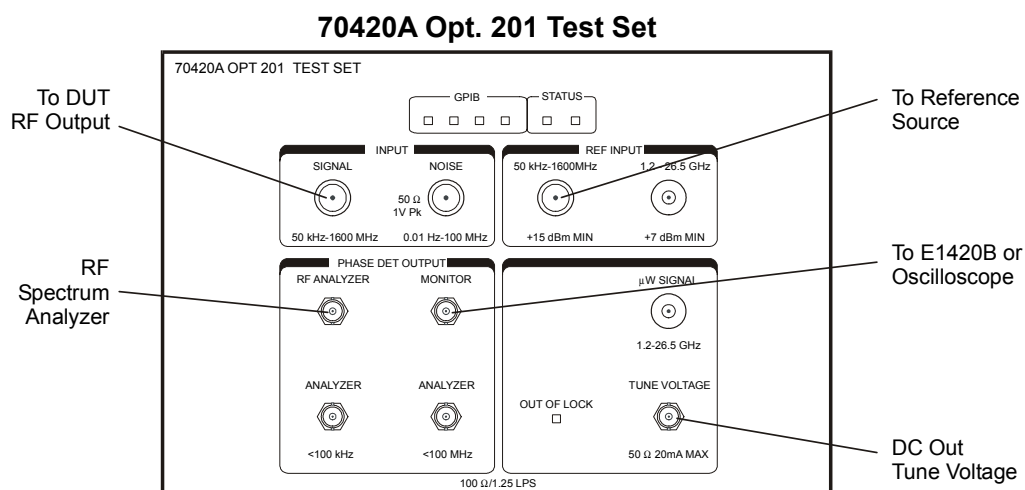 70420A Opt. 201 Test Set
70420A OPT 201  TEST SET
To DUT
RF Output
GPIB
STATUS
To Reference
Source
INPUT
REF INPUT
SIGNAL
NOISE
50 kHz-1600MHz
1.2 - 26.5 GHz
50 Ω
1V Pk
50 kHz-1600 MHz
0.01 Hz-100 MHz
+15 dBm MIN
+7 dBm MIN
RF
Spectrum
Analyzer
To E1420B or
Oscilloscope
PHASE DET OUTPUT
RF ANALYZER
MONITOR
µW SIGNAL
1.2-26.5 GHz
ANALYZER
ANALYZER
TUNE VOLTAGE
OUT OF LOCK
<100 kHz
<100 MHz
50 Ω 20mA MAX
DC Out
Tune Voltage
100 Ω/1.25 LPS